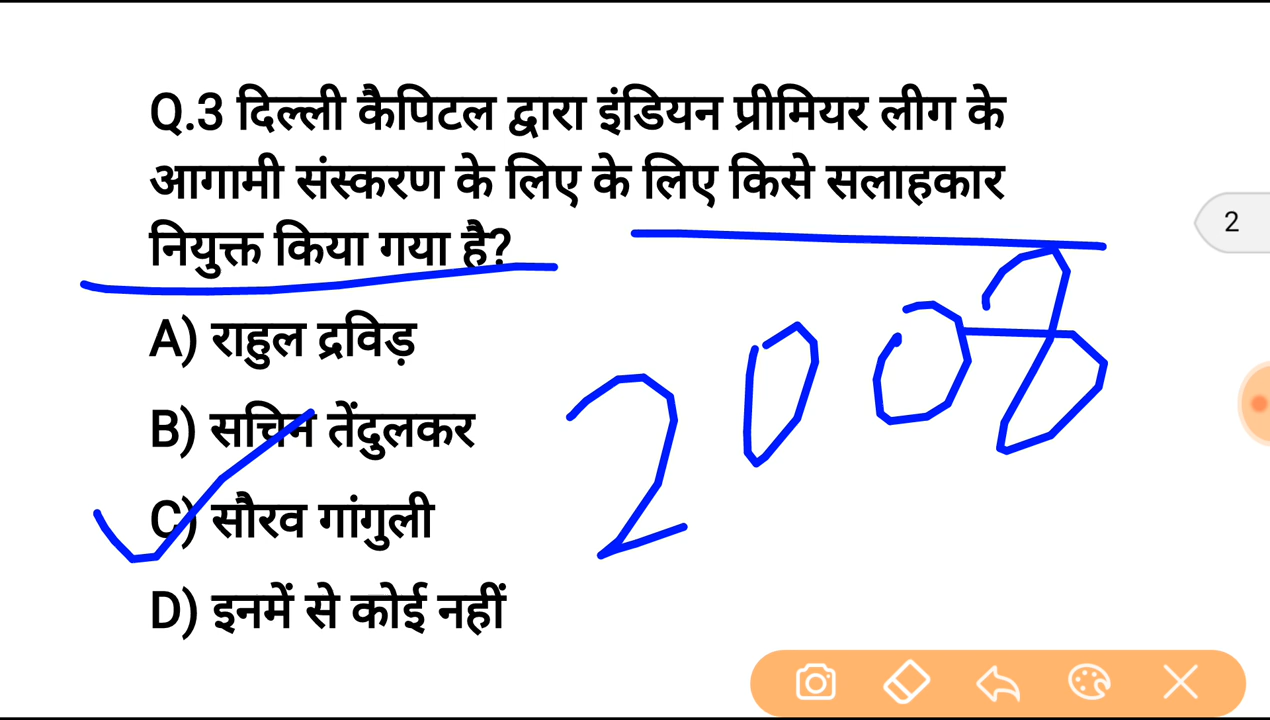 Q.3 दिल्ली कैपिटल द्वारा इंडियन प्रीमियर लीग के
आगामी संस्करण के लिए के लिए किसे सलाहकार
नियुक्त किया गया है?
2
A) राहुल द्रविड़
B) सचिन तेंदुलकर
2008
C) सौरव गांगुली
D) इनमें से कोई नहीं